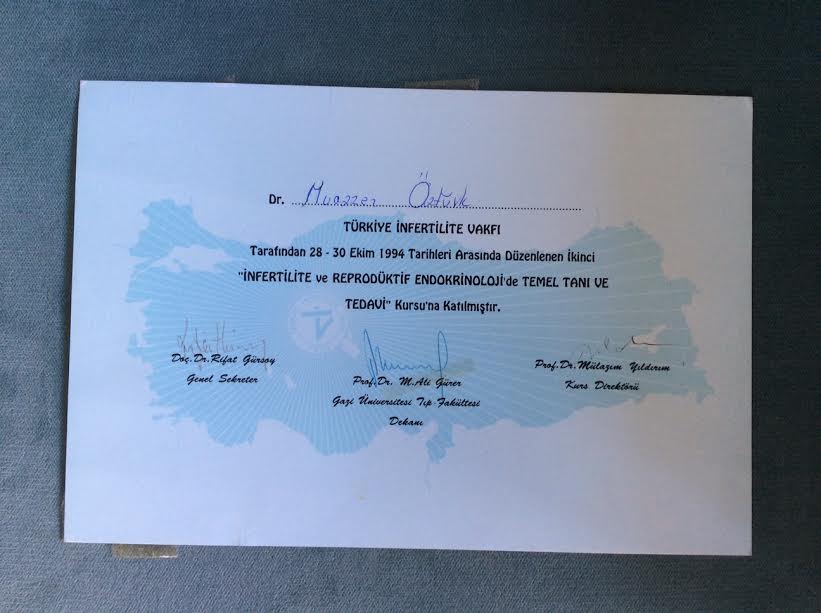 Dr. Muazzez Öztürk
TÜRKİYE İNFERTİLİTE VAKFI
Tarafından 28 - 30 Ekim 1994 Tarihleri Arasında Düzenlenen İkinci
"İNFERTİLİTE ve REPRODÜKTİF ENDOKRİNOLOJİ'de TEMEL TANI VE
TEDAVİ" Kursu'na Katılmıştır.
Doç.Dr.Rifat Gürsoy
Genel Sekreter
Prof.Dr. M.Ali Gürer
Gazi Üniversitesi Tıp Fakültesi
Dekanı
Prof.Dr.Mülazım Yıldırım
Kurs Direktörü